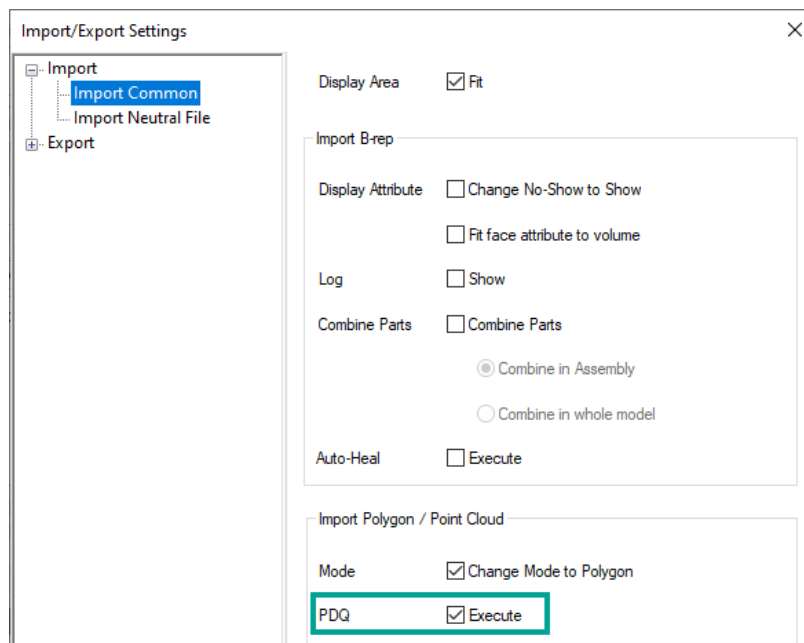 Import/Export Settings
Import
Import Common
Import Neutral File
Export
Display Area Fit
Import B-rep
Display Attribute Change No-Show to Show
Fit face attribute to volume
Log Show
Combine Parts Combine Parts
Combine in Assembly
Combine in whole model
Auto-Heal Execute
Import Polygon / Point Cloud
Mode Change Mode to Polygon
PDQ Execute